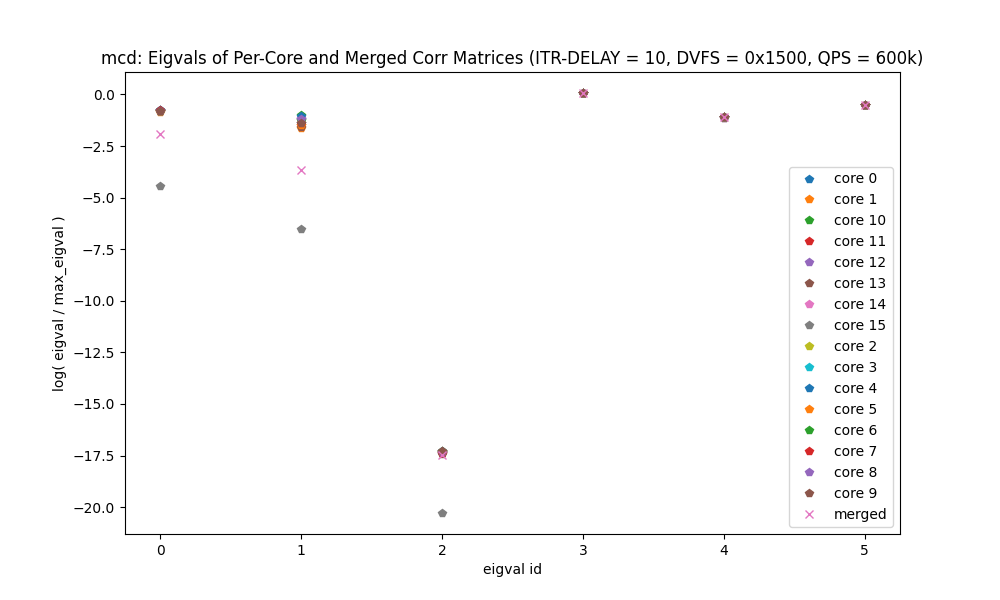 mcd: Eigvals of Per-Core and Merged Corr Matrices (ITR-DELAY = 10, DVFS = 0x1500, QPS = 600k)
log( eigval / max_eigval )
0.0
−2.5
−5.0
−7.5
−10.0
−12.5
−15.0
−17.5
−20.0
core 0
core 1
core 10
core 11
core 12
core 13
core 14
core 15
core 2
core 3
core 4
core 5
core 6
core 7
core 8
core 9
merged
0 1 2 3 4 5
eigval id